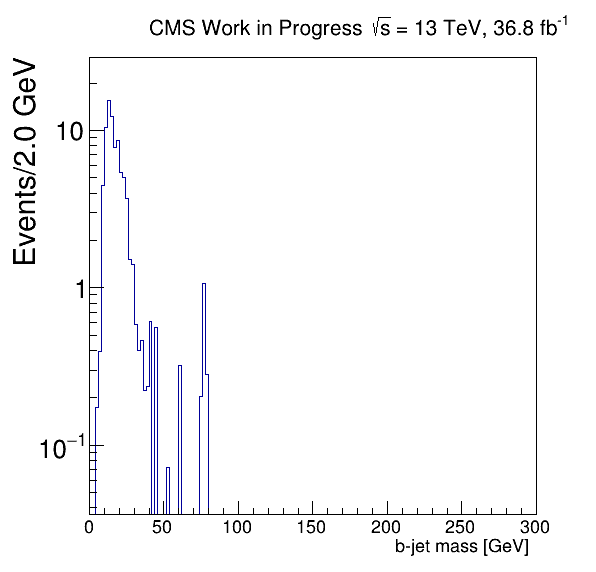 CMS Work in Progress √s = 13 TeV, 36.8 fb⁻¹
Events/2.0 GeV
10
1
10⁻¹
0 50 100 150 200 250 300
b-jet mass [GeV]